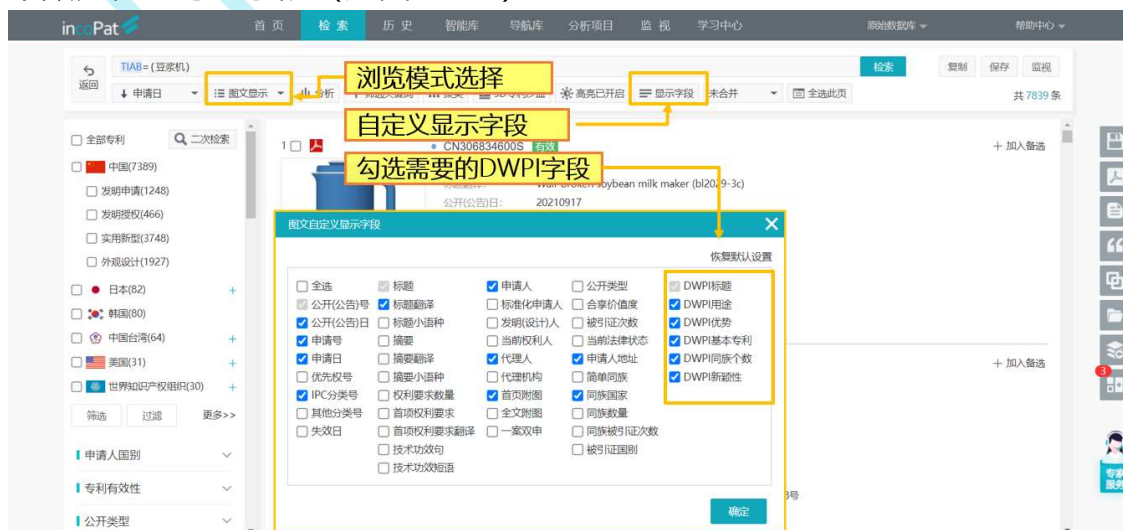 incoPat 首 页 检 索 历 史 智能库 导航库 分析项目 监 视 学习中心 原始数据库 帮助中心
返回
TIAB=(豆浆机) 检索 复制 保存 监视
浏览模式选择
申请日 图文显示 分析 高亮已开启 显示字段 未合并 全选此页 共 7839 条
自定义显示字段
全部专利 二次检索
1 CN306834600S 有效 + 加入备选
勾选需要的DWPI字段
soybean milk maker (bl2029-3c)
公开(公告)日: 20210917
中国(7389)
发明申请(1248)
发明授权(466)
实用新型(3748)
外观设计(1927)
日本(82) +
韩国(80)
中国台湾(64) +
美国(31) +
世界知识产权组织(30) +
筛选 过滤 更多>>
申请人国别
专利有效性
公开类型
图文自定义显示字段
恢复默认设置
全选 标题 申请人 公开类型 DWPI标题
公开(公告)号 标题翻译 标准化申请人 合享价值度 DWPI用途
公开(公告)日 标题小语种 发明(设计)人 被引证次数 DWPI优势
申请号 摘要 当前权利人 当前法律状态 DWPI基本专利
申请日 摘要翻译 代理人 申请人地址 DWPI同族个数
优先权号 摘要小语种 代理机构 简单同族 DWPI新颖性
IPC分类号 权利要求数量 首页附图 同族国家
其他分类号 首项权利要求 全文附图 同族数量
失效日 首项权利要求翻译 一案双申 同族被引证次数
技术功效句 被引证国别
技术功效短语
确定
+ 加入备选
3号
3
专家
服务